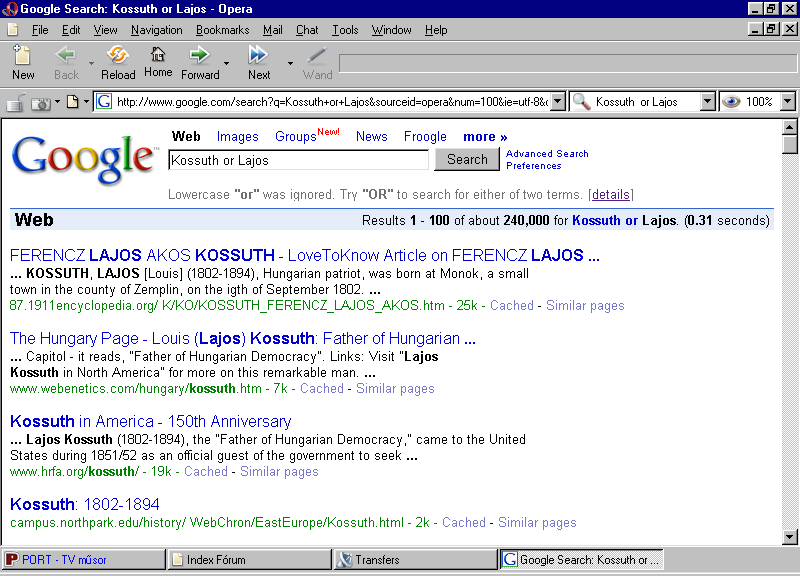 Google Search: Kossuth or Lajos - Opera
File Edit View Navigation Bookmarks Mail Chat Tools Window Help
New Back Reload Home Forward Next Wand
http://www.google.com/search?q=Kossuth+or+Lajos&sourceid=opera&num=100&ie=utf-8& Kossuth or Lajos 100%
Google™
Web Images Groups New! News Froogle more »
Kossuth or Lajos Search Advanced Search
Preferences
Lowercase "or" was ignored. Try "OR" to search for either of two terms. [details]
Web Results 1 - 100 of about 240,000 for Kossuth or Lajos. (0.31 seconds)
FERENCZ LAJOS AKOS KOSSUTH - LoveToKnow Article on FERENCZ LAJOS ...
... KOSSUTH, LAJOS [Louis] (1802-1894), Hungarian patriot, was born at Monok, a small
town in the county of Zemplin, on the igth of September 1802. ...
87.1911encyclopedia.org/ K/KO/KOSSUTH_FERENCZ_LAJOS_AKOS.htm - 25k - Cached - Similar pages
The Hungary Page - Louis (Lajos) Kossuth: Father of Hungarian ...
... Capitol - it reads, "Father of Hungarian Democracy". Links: Visit "Lajos
Kossuth in North America" for more on this remarkable man. ...
www.webenetics.com/hungary/kossuth.htm - 7k - Cached - Similar pages
Kossuth in America - 150th Anniversary
... Lajos Kossuth (1802-1894), the "Father of Hungarian Democracy," came to the United
States during 1851/52 as an official guest of the government to seek ...
www.hrfa.org/kossuth/ - 19k - Cached - Similar pages
Kossuth: 1802-1894
campus.northpark.edu/history/ WebChron/EastEurope/Kossuth.html - 2k - Cached - Similar pages
PORT - TV műsor Index Fórum Transfers Google Search: Kossuth or ...